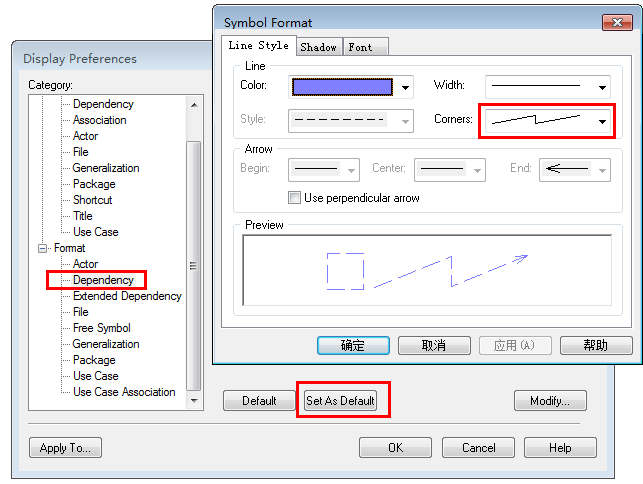 Symbol Format
Line Style
Shadow
Font
Line
Color:
Width:
Style:
Corners:
Arrow
Begin:
Center:
End:
Use perpendicular arrow
Preview
确定
取消
应用(A)
帮助
Display Preferences
Category:
Dependency
Association
Actor
File
Generalization
Package
Shortcut
Title
Use Case
Format
Actor
Dependency
Extended Dependency
File
Free Symbol
Generalization
Package
Use Case
Use Case Association
Default
Set As Default
Modify...
Apply To...
OK
Cancel
Help